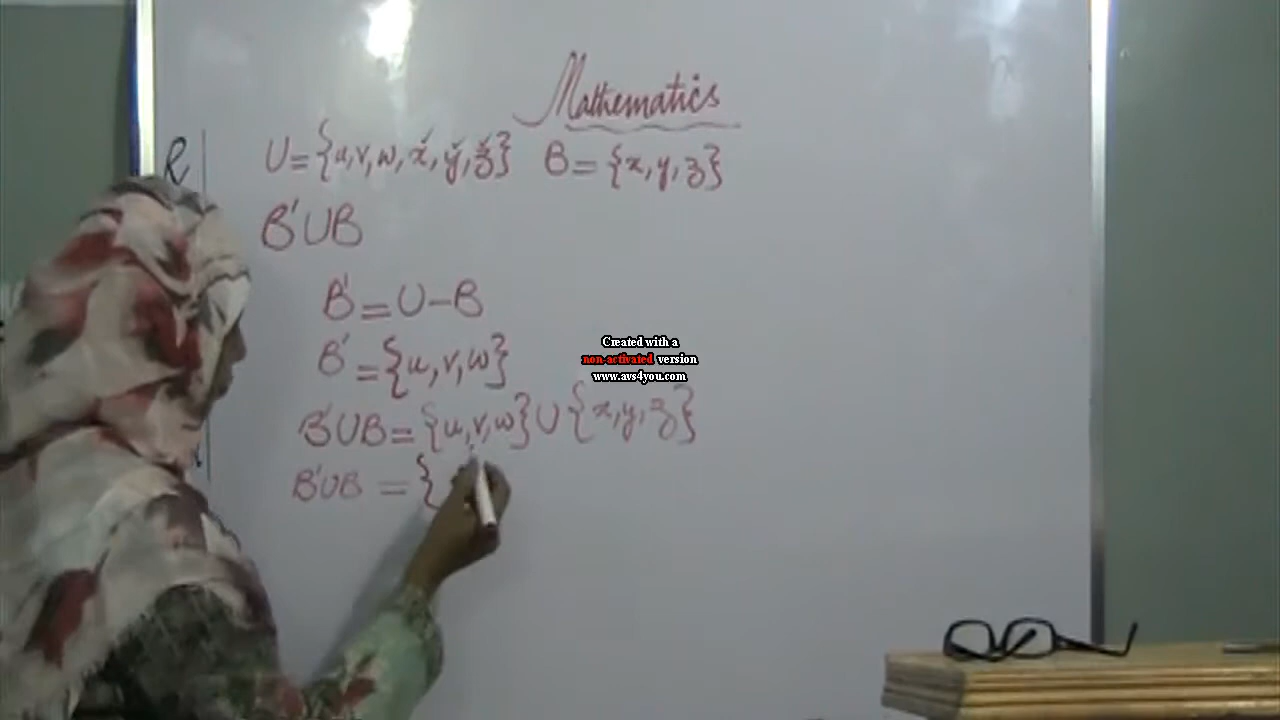 Mathematics
U={u,v,w,x,y,z} B={x,y,z}
B'UB
B'=U-B
B'={u,v,w}
B'UB={u,v,w}U{x,y,z}
B'UB={
R
Created with a
non-activated version
www.avs4you.com